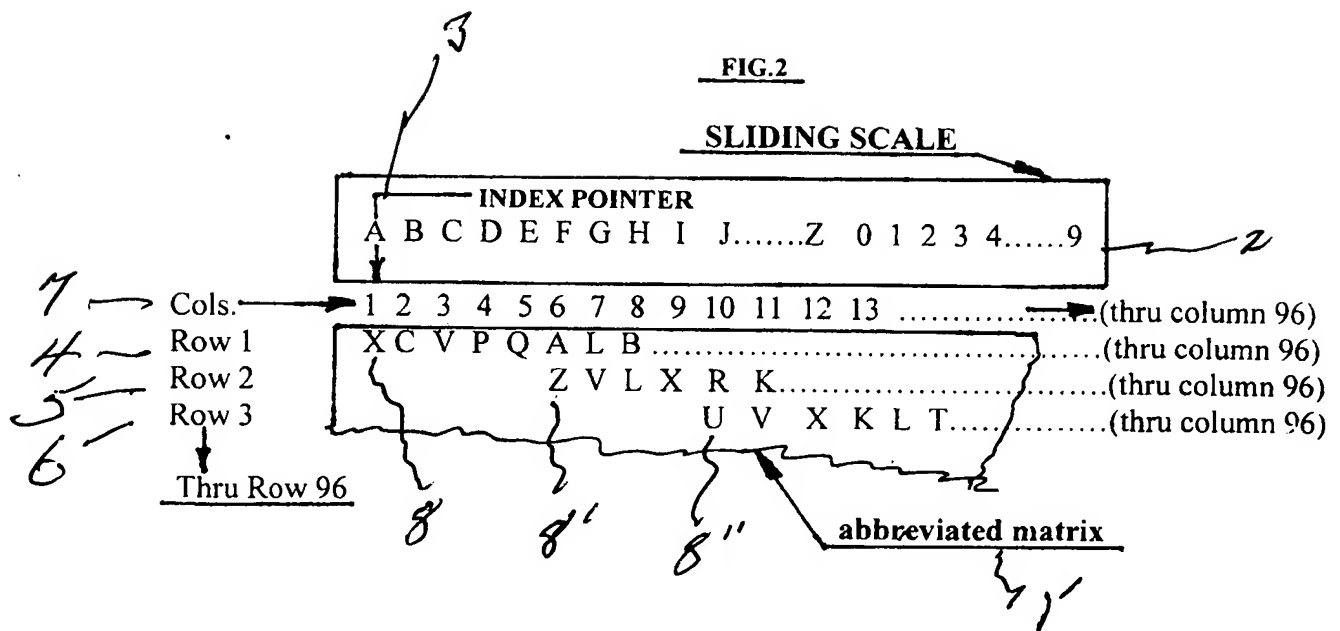 3
FIG.2
SLIDING SCALE
INDEX POINTER
A B C D E F G H I J.......Z 0 1 2 3 4......9
2
7 Cols. 1 2 3 4 5 6 7 8 9 10 11 12 13 ....................(thru column 96)
4 Row 1 X C V P Q A L B.......................................(thru column 96)
5 Row 2 Z V L X R K............................(thru column 96)
6 Row 3 U V X K L T................(thru column 96)
Thru Row 96
8 8' 8"
abbreviated matrix
1'